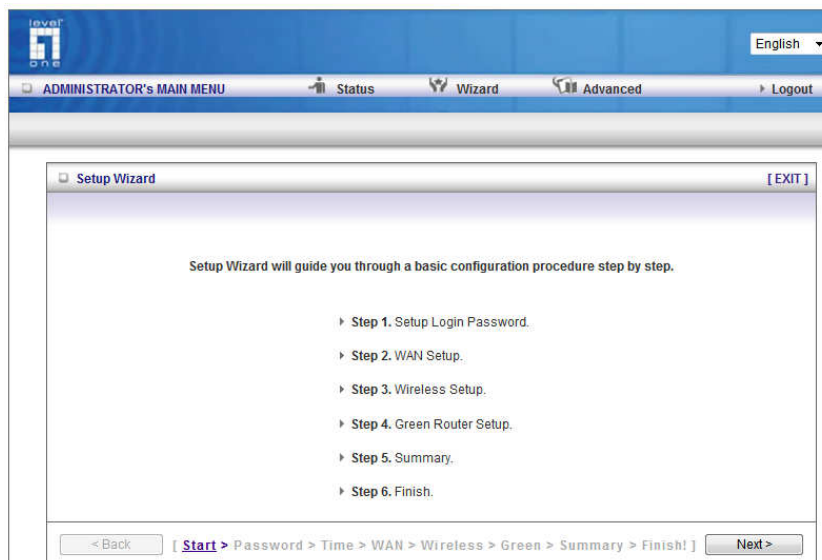 level
one
English
ADMINISTRATOR's MAIN MENU Status Wizard Advanced Logout
Setup Wizard [ EXIT ]
Setup Wizard will guide you through a basic configuration procedure step by step.
Step 1. Setup Login Password.
Step 2. WAN Setup.
Step 3. Wireless Setup.
Step 4. Green Router Setup.
Step 5. Summary.
Step 6. Finish.
< Back [ Start > Password > Time > WAN > Wireless > Green > Summary > Finish! ] Next >